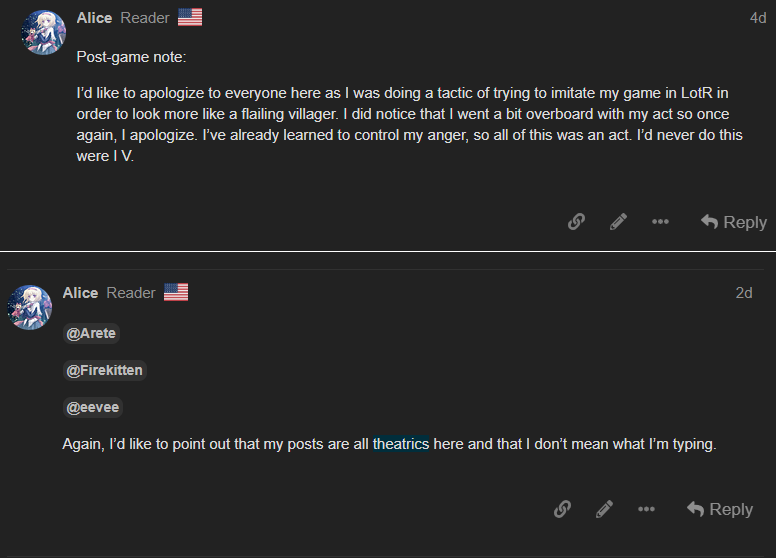 Alice Reader 4d
Post-game note:
I’d like to apologize to everyone here as I was doing a tactic of trying to imitate my game in LotR in
order to look more like a flailing villager. I did notice that I went a bit overboard with my act so once
again, I apologize. I’ve already learned to control my anger, so all of this was an act. I’d never do this
were I V.
Reply
Alice Reader 2d
@Arete
@Firekitten
@eevee
Again, I’d like to point out that my posts are all theatrics here and that I don’t mean what I’m typing.
Reply